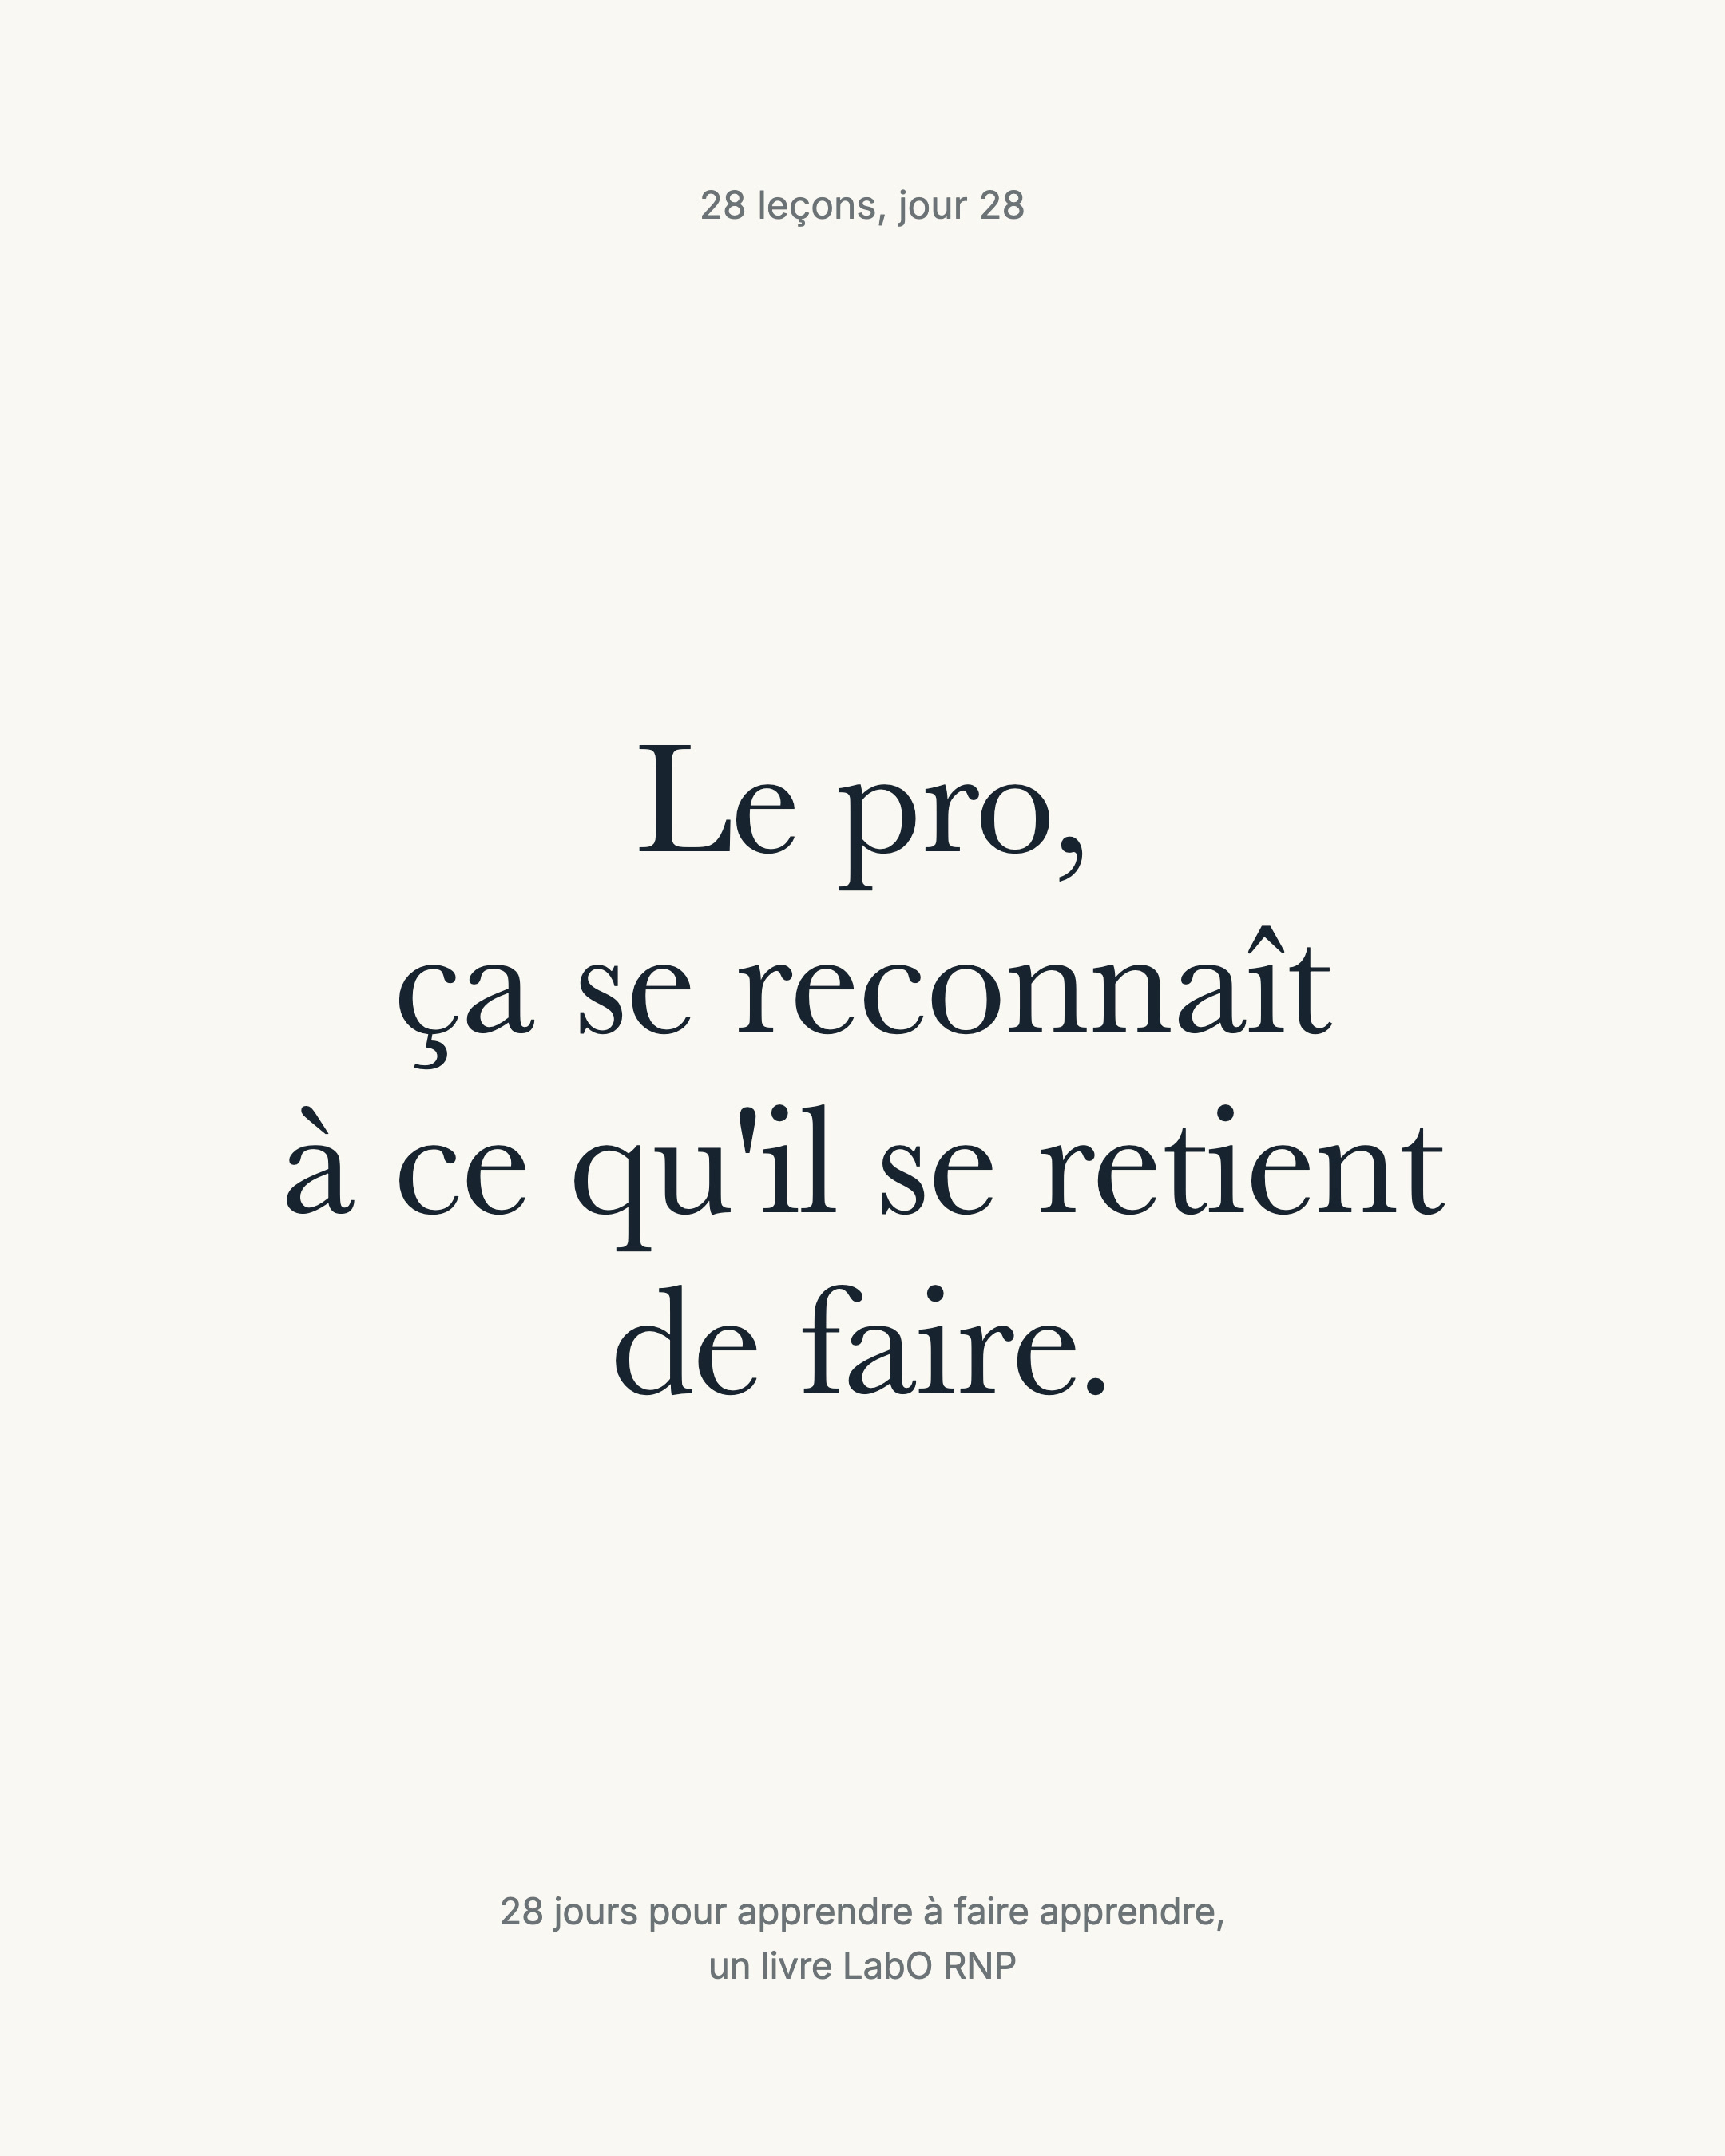 28 leçons, jour 28
Le pro,
ça se reconnaît
à ce qu'il se retient
de faire.
28 jours pour apprendre à faire apprendre,
un livre LabO RNP